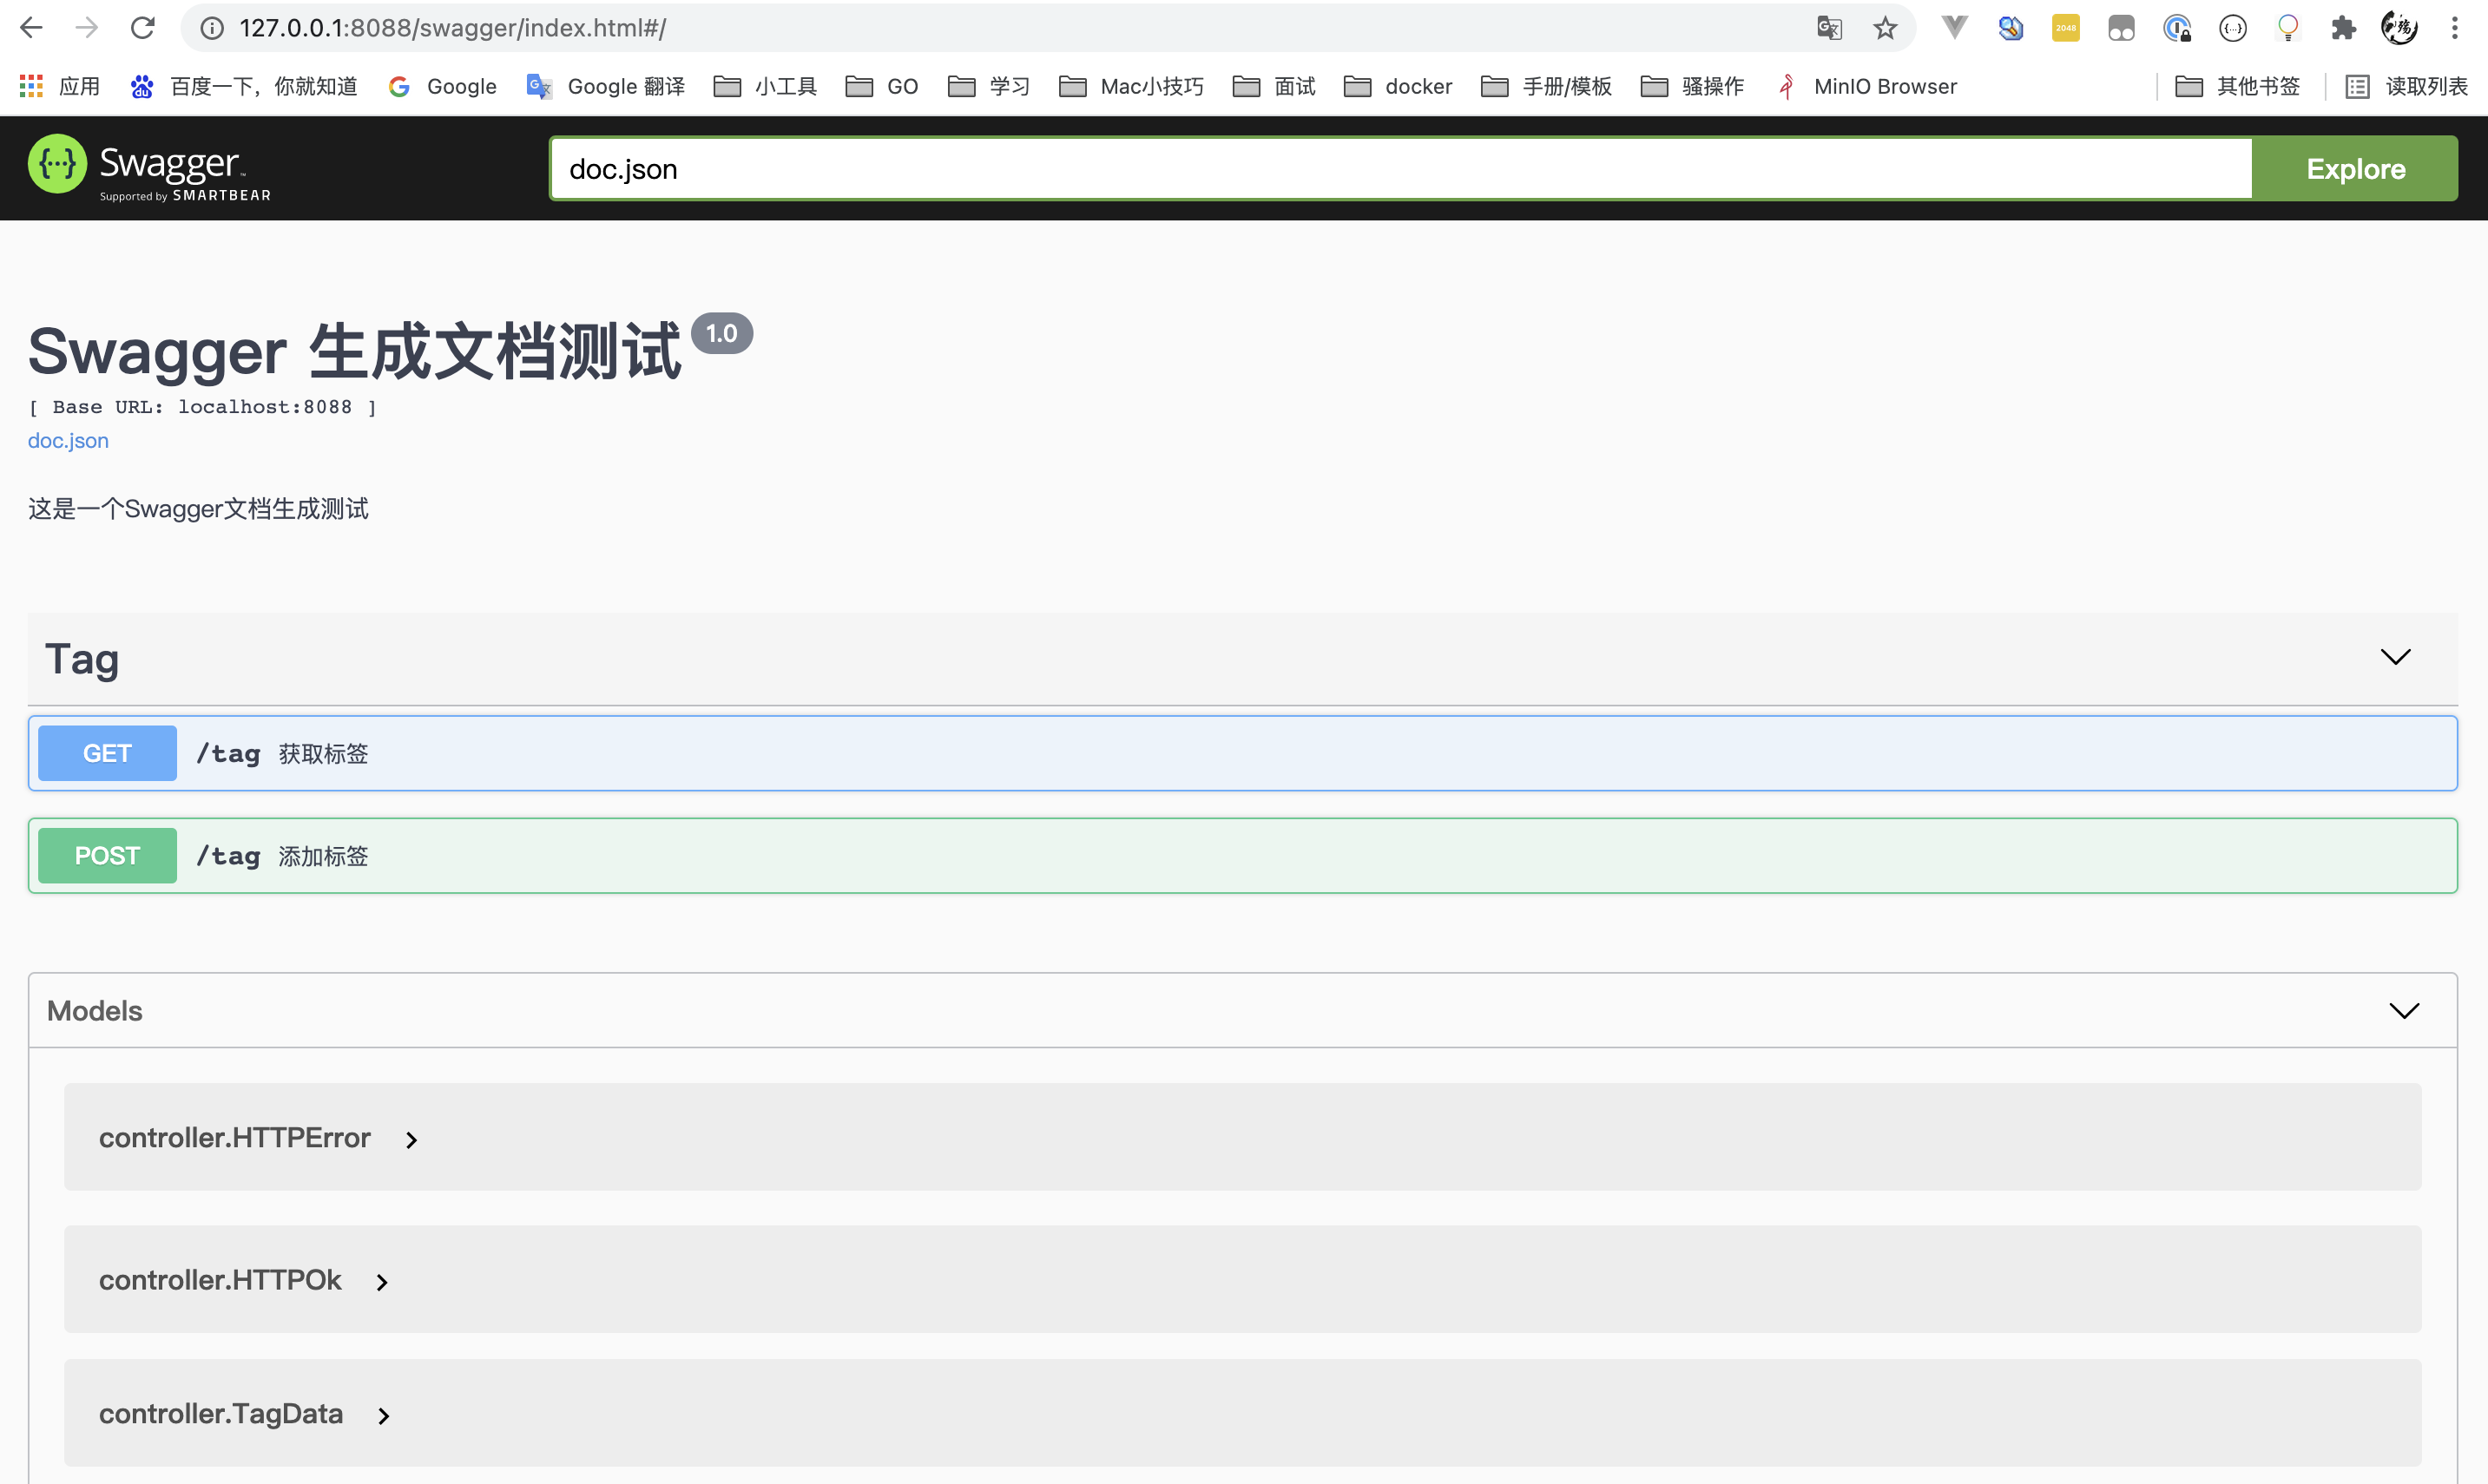 127.0.0.1:8088/swagger/index.html#/
2048
应用 百度一下，你就知道 Google Google 翻译 小工具 GO 学习 Mac小技巧 面试 docker 手册/模板 骚操作 MinIO Browser 其他书签 读取列表
{···} Swagger™
Supported by SMARTBEAR
doc.json Explore
Swagger 生成文档测试 1.0
[ Base URL: localhost:8088 ]
doc.json
这是一个Swagger文档生成测试
Tag
GET /tag 获取标签
POST /tag 添加标签
Models
controller.HTTPError
controller.HTTPOk
controller.TagData